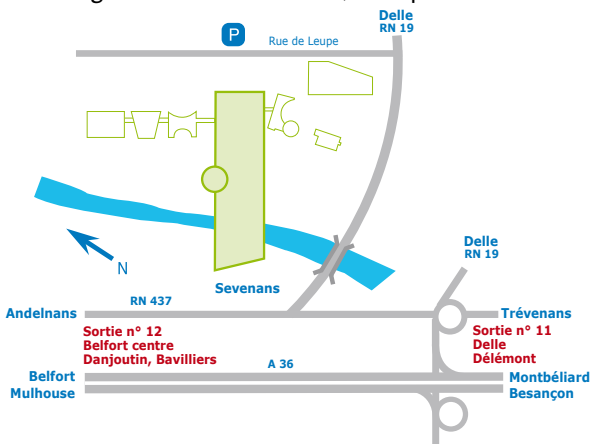 Delle
RN 19
P
Rue de Leupe
N
Delle
RN 19
Sevenans
RN 437
Andelnans
Trévenans
Sortie n° 12
Belfort centre
Danjoutin, Bavilliers
Sortie n° 11
Delle
Délémont
A 36
Belfort
Mulhouse
Montbéliard
Besançon